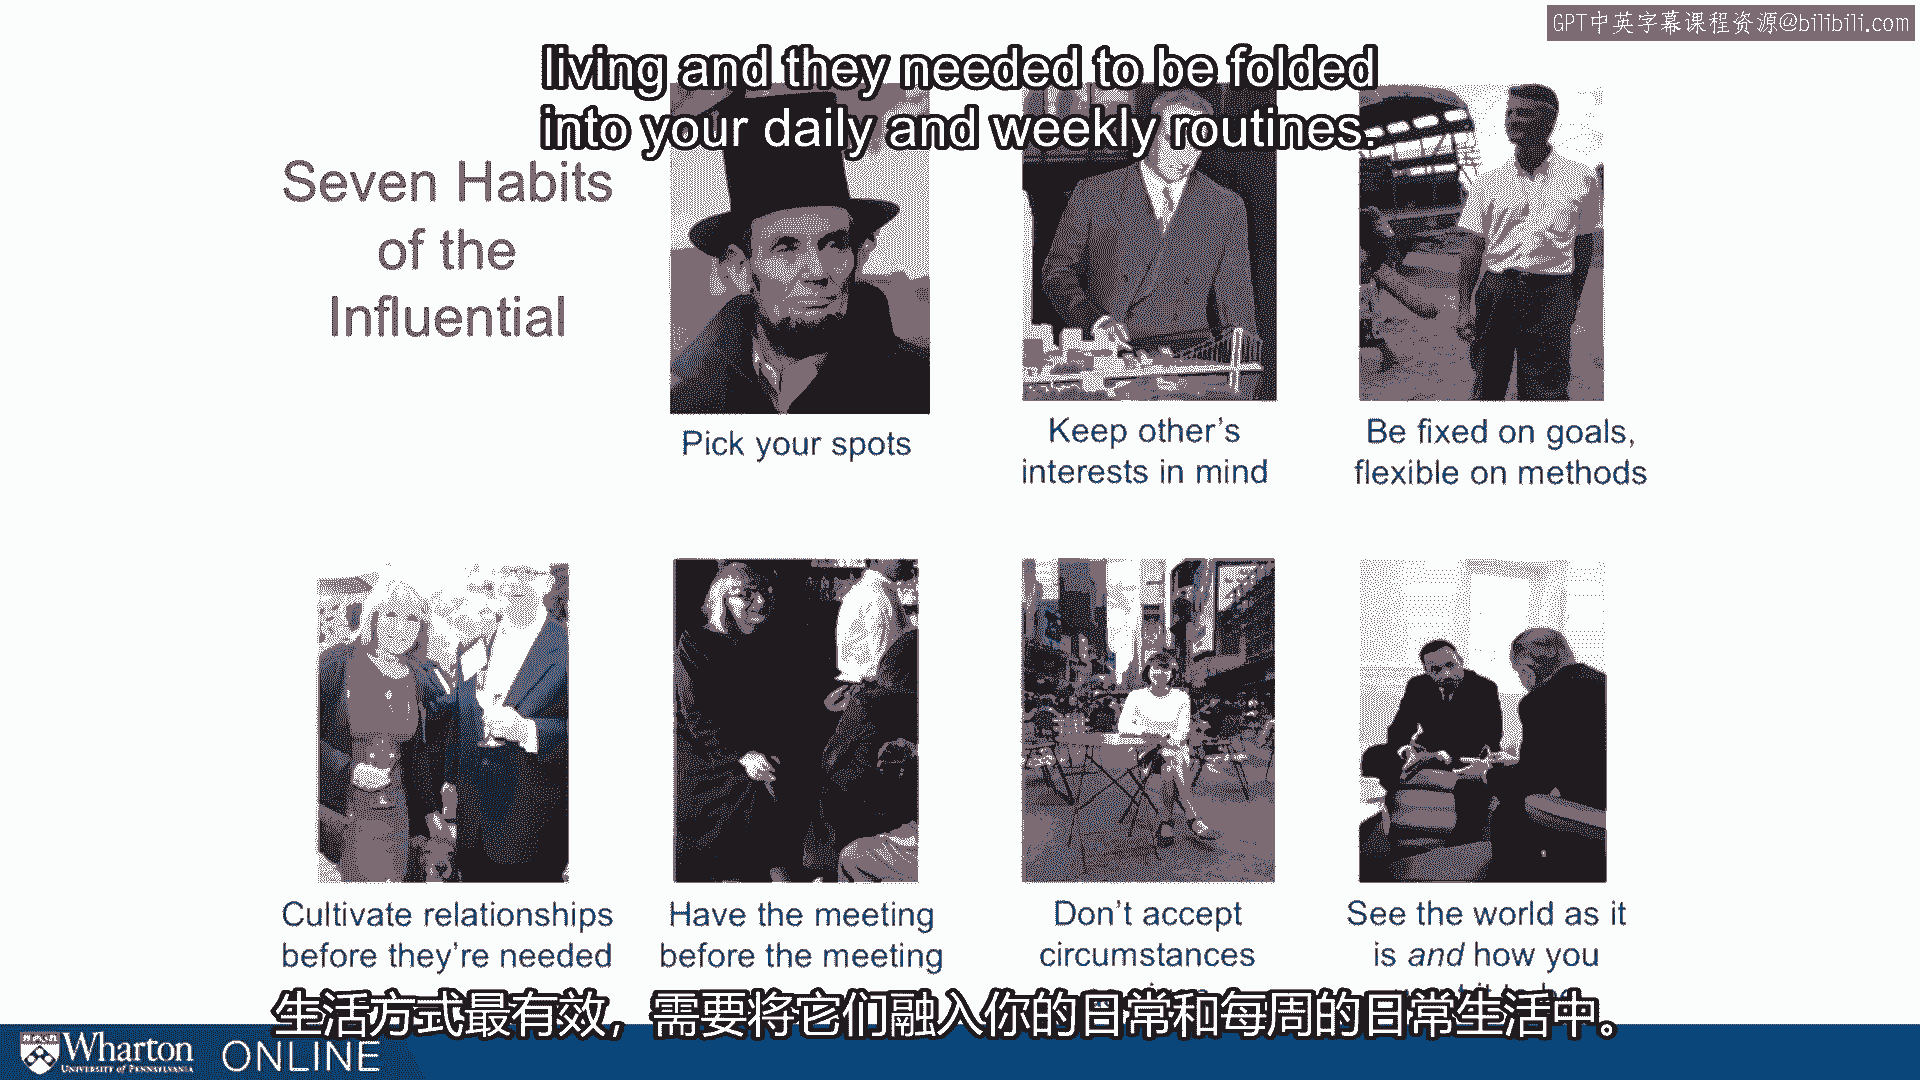 GPT中英字幕课程资源@bilibili.com
living and they needed to be folded
into your daily and weekly routines.
Seven Habits
of the
Influential
Pick your spots
Keep other's
interests in mind
Be fixed on goals,
flexible on methods
Cultivate relationships
before they're needed
Have the meeting
before the meeting
Don't accept
circumstances
See the world as it
is and how you
生活方式最有效，需要将它们融入你的日常和每周的日常生活中。
Wharton
UNIVERSITY OF PENNSYLVANIA
ONLINE